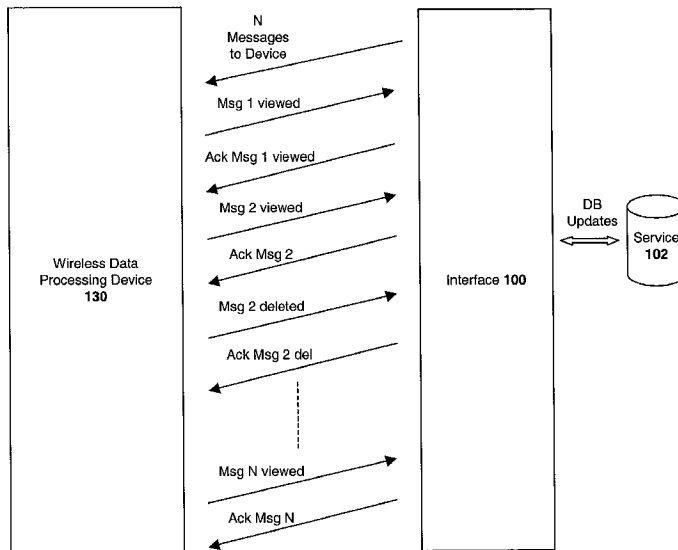 N
Messages
to Device
Msg 1 viewed
Ack Msg 1 viewed
Msg 2 viewed
Ack Msg 2
Msg 2 deleted
Ack Msg 2 del
Msg N viewed
Ack Msg N
Wireless Data
Processing Device
130
Interface 100
DB
Updates
Service
102